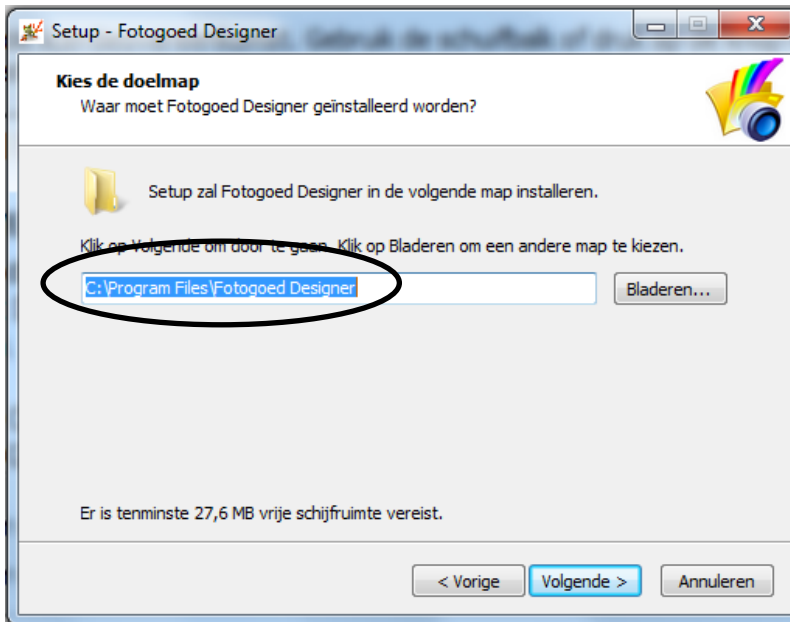 Setup - Fotogoed Designer
Kies de doelmap
Waar moet Fotogoed Designer geïnstalleerd worden?
Setup zal Fotogoed Designer in de volgende map installeren.
Klik op Volgende om door te gaan. Klik op Bladeren om een andere map te kiezen.
C:\Program Files\Fotogoed Designer
Bladeren...
Er is tenminste 27,6 MB vrije schijfruimte vereist.
< Vorige
Volgende >
Annuleren